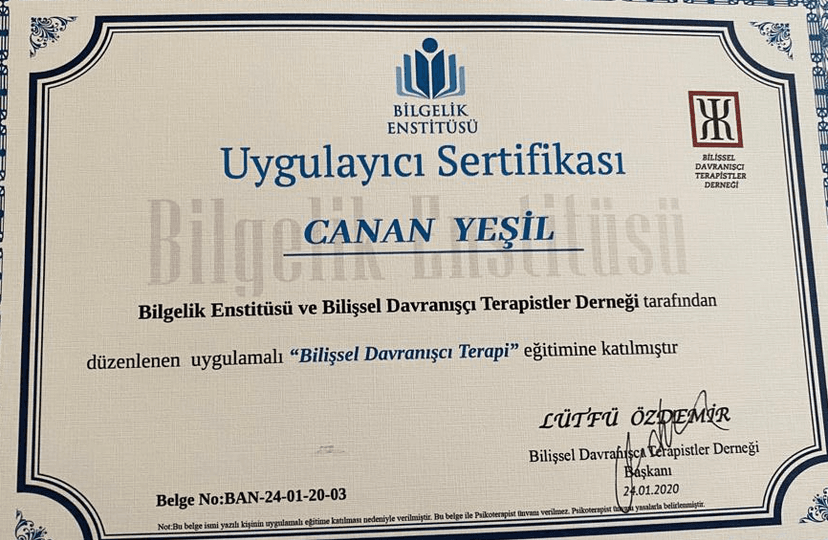 BİLGELİK
ENSTİTÜSÜ
BİLİŞSEL
DAVRANIŞÇI
TERAPİSTLER
DERNEĞİ
Uygulayıcı Sertifikası
Bilgelik Enstitüsü
CANAN YEŞİL
Bilgelik Enstitüsü ve Bilişsel Davranışçı Terapistler Derneği tarafından
düzenlenen uygulamalı “Bilişsel Davranışcı Terapi” eğitimine katılmıştır
LÜTFÜ ÖZDEMİR
Bilişsel Davranışçı Terapistler Derneği
Başkanı
24.01.2020
Belge No:BAN-24-01-20-03
Not:Bu belge ismi yazılı kişinin uygulamalı eğitime katılması nedeniyle verilmiştir. Bu belge ile Psikoterapist ünvanı verilmez. Psikoterapist ünvanı yasalarla belirlenmiştir.